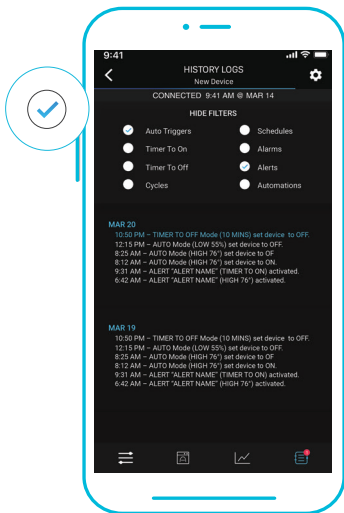 9:41
HISTORY LOGS
New Device
CONNECTED 9:41 AM @ MAR 14
HIDE FILTERS
Auto Triggers
Schedules
Timer To On
Alarms
Timer To Off
Alerts
Cycles
Automations
MAR 20
10:50 PM – TIMER TO OFF Mode (10 MINS) set device to OFF.
12:15 PM – AUTO Mode (LOW 55%) set device to OFF.
8:25 AM – AUTO Mode (HIGH 76°) set device to OF
8:12 AM – AUTO Mode (HIGH 76°) set device to ON.
9:31 AM – ALERT "ALERT NAME" (TIMER TO ON) activated.
6:42 AM – ALERT "ALERT NAME" (HIGH 76°) activated.
MAR 19
10:50 PM – TIMER TO OFF Mode (10 MINS) set device to OFF.
12:15 PM – AUTO Mode (LOW 55%) set device to OFF.
8:25 AM – AUTO Mode (HIGH 76°) set device to OF
8:12 AM – AUTO Mode (HIGH 76°) set device to ON.
9:31 AM – ALERT "ALERT NAME" (TIMER TO ON) activated.
6:42 AM – ALERT "ALERT NAME" (HIGH 76°) activated.